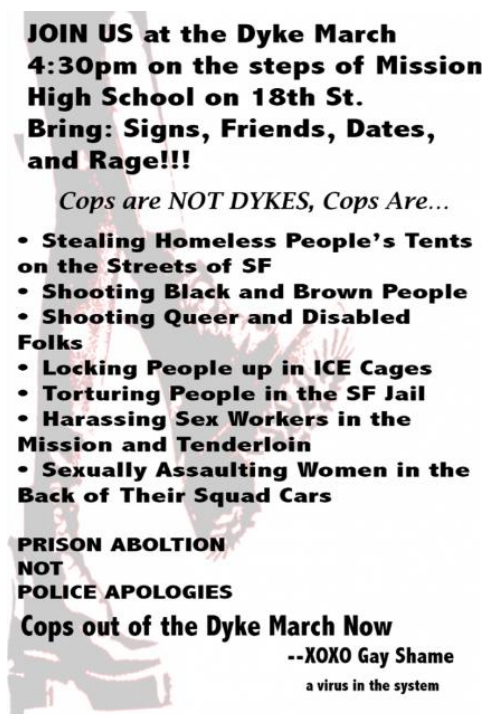 JOIN US at the Dyke March
4:30pm on the steps of Mission
High School on 18th St.
Bring: Signs, Friends, Dates,
and Rage!!!
Cops are NOT DYKES, Cops Are...
• Stealing Homeless People's Tents
on the Streets of SF
• Shooting Black and Brown People
• Shooting Queer and Disabled
Folks
• Locking People up in ICE Cages
• Torturing People in the SF Jail
• Harassing Sex Workers in the
Mission and Tenderloin
• Sexually Assaulting Women in the
Back of Their Squad Cars
PRISON ABOLTION
NOT
POLICE APOLOGIES
Cops out of the Dyke March Now
--XOXO Gay Shame
a virus in the system